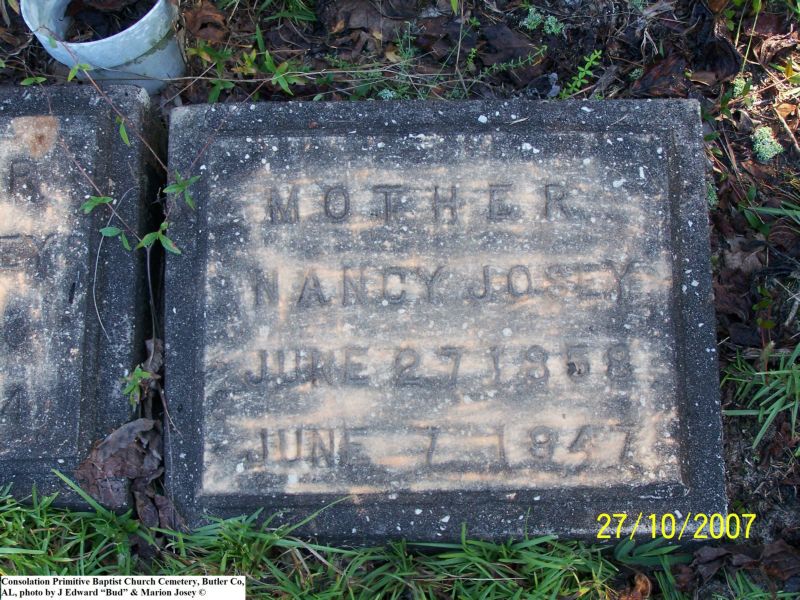 MOTHER
NANCY JOSEY
JUNE 27 1858
JUNE 7 1947
27/10/2007
Consolation Primitive Baptist Church Cemetery, Butler Co,
AL, photo by J Edward “Bud” & Marion Josey ©